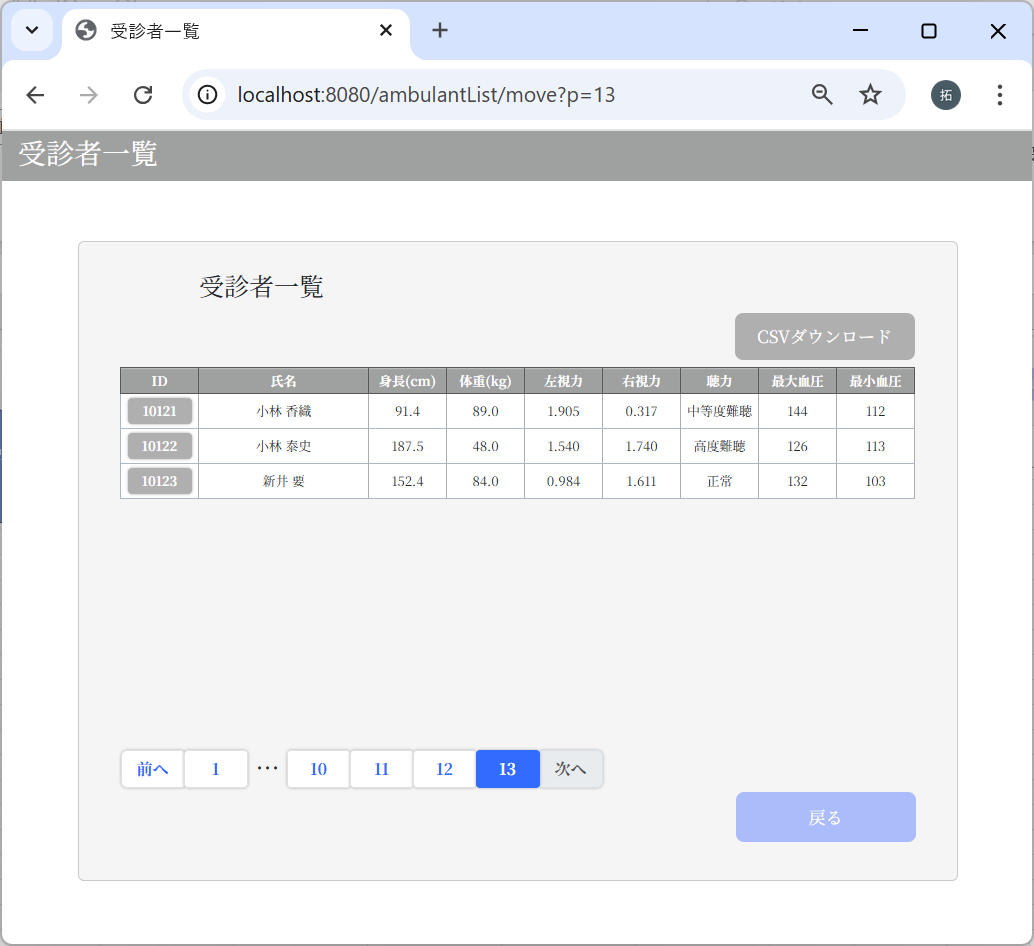 受診者一覧
localhost:8080/ambulantList/move?p=13
拓
受診者一覧
受診者一覧
CSVダウンロード
ID 氏名 身長(cm) 体重(kg) 左視力 右視力 聴力 最大血圧 最小血圧
10121 小林 香織 91.4 89.0 1.905 0.317 中等度難聴 144 112
10122 小林 泰史 187.5 48.0 1.540 1.740 高度難聴 126 113
10123 新井 要 152.4 84.0 0.984 1.611 正常 132 103
前へ 1 … 10 11 12 13 次へ
戻る